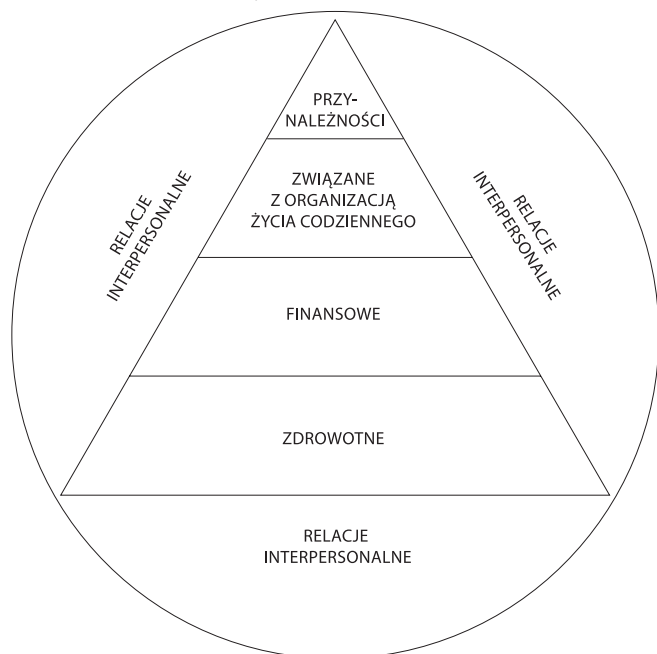 PRZY-
NALEŻNOŚCI
ZWIĄZANE
Z ORGANIZACJĄ
ŻYCIA CODZIENNEGO
RELACJE
INTERPERSONALNE
RELACJE
INTERPERSONALNE
FINANSOWE
ZDROWOTNE
RELACJE
INTERPERSONALNE